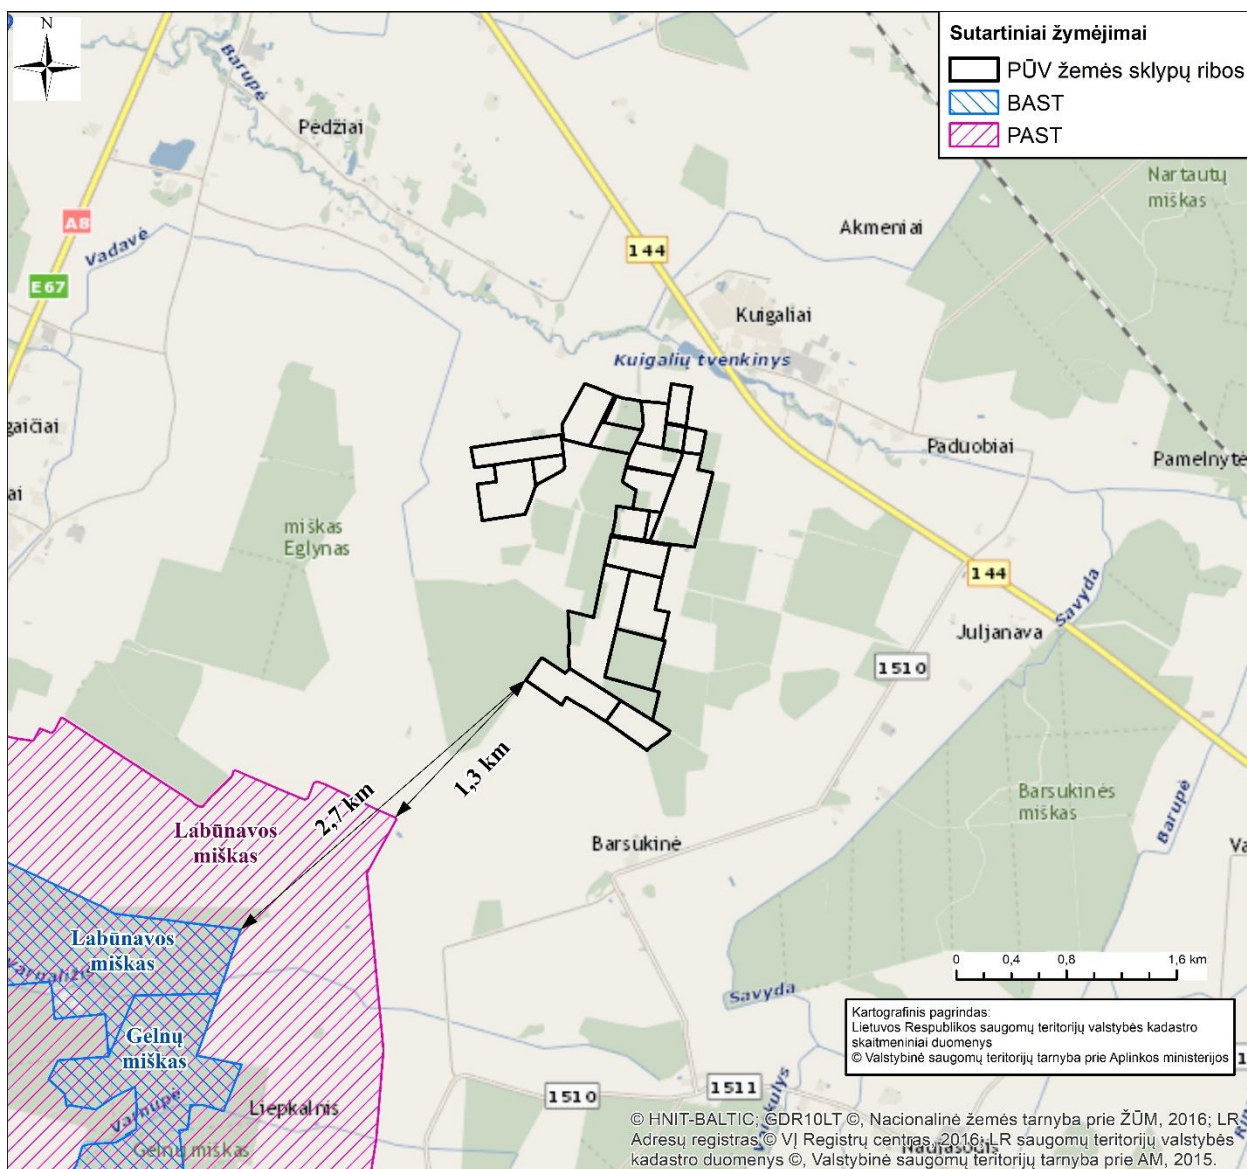 N
Sutartiniai žymėjimai
PŪV žemės sklypų ribos
BAST
PAST
Barupė
Pėdžiai
Nartautų
miškas
A8
Vadavė
Akmeniai
144
E67
Kuigaliai
Kuigalių tvenkinys
gaičiai
Paduobiai
Pamelnytė
ai
miškas
Eglynas
144
Savyda
Juljanava
1510
1,3 km
2,7 km
Barsukinės
miškas
Barupė
Labūnavos
miškas
Barsukinė
Va
Labūnavos
miškas
0 0,4 0,8 1,6 km
Savyda
Gelnų
miškas
Kartografinis pagrindas:
Lietuvos Respublikos saugomų teritorijų valstybės kadastro
skaitmeniniai duomenys
© Valstybinė saugomų teritorijų tarnyba prie Aplinkos ministerijos
Varnupė
Liepkalnis
1510
1511
Gelnų miškas
© HNIT-BALTIC; GDR10LT ©, Nacionalinė žemės tarnyba prie ŽŪM, 2016; LR
Adresų registras © VĮ Registrų centras, 2016; LR saugomų teritorijų valstybės
kadastro duomenys ©, Valstybinė saugomų teritorijų tarnyba prie AM, 2015.